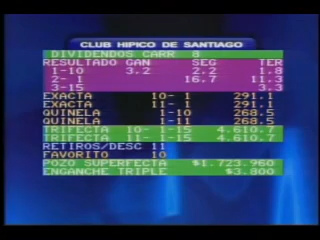 CLUB HIPICO DE SANTIAGO
DIVIDENDOS CARR 8
RESULTADO GAN SEG TER
1-10 3.2 2.2 1.8
2- 1 16.7 11.3
3-15 3.3
EXACTA 10- 1 291.1
EXACTA 11- 1 291.1
QUINELA 1-10 268.5
QUINELA 1-11 268.5
TRIFECTA 10- 1-15 4.610.7
TRIFECTA 11- 1-15 4.610.7
RETIROS/DESC 11
FAVORITO 10
POZO SUPERFECTA $1.723.960
ENGANCHE TRIPLE $3.800